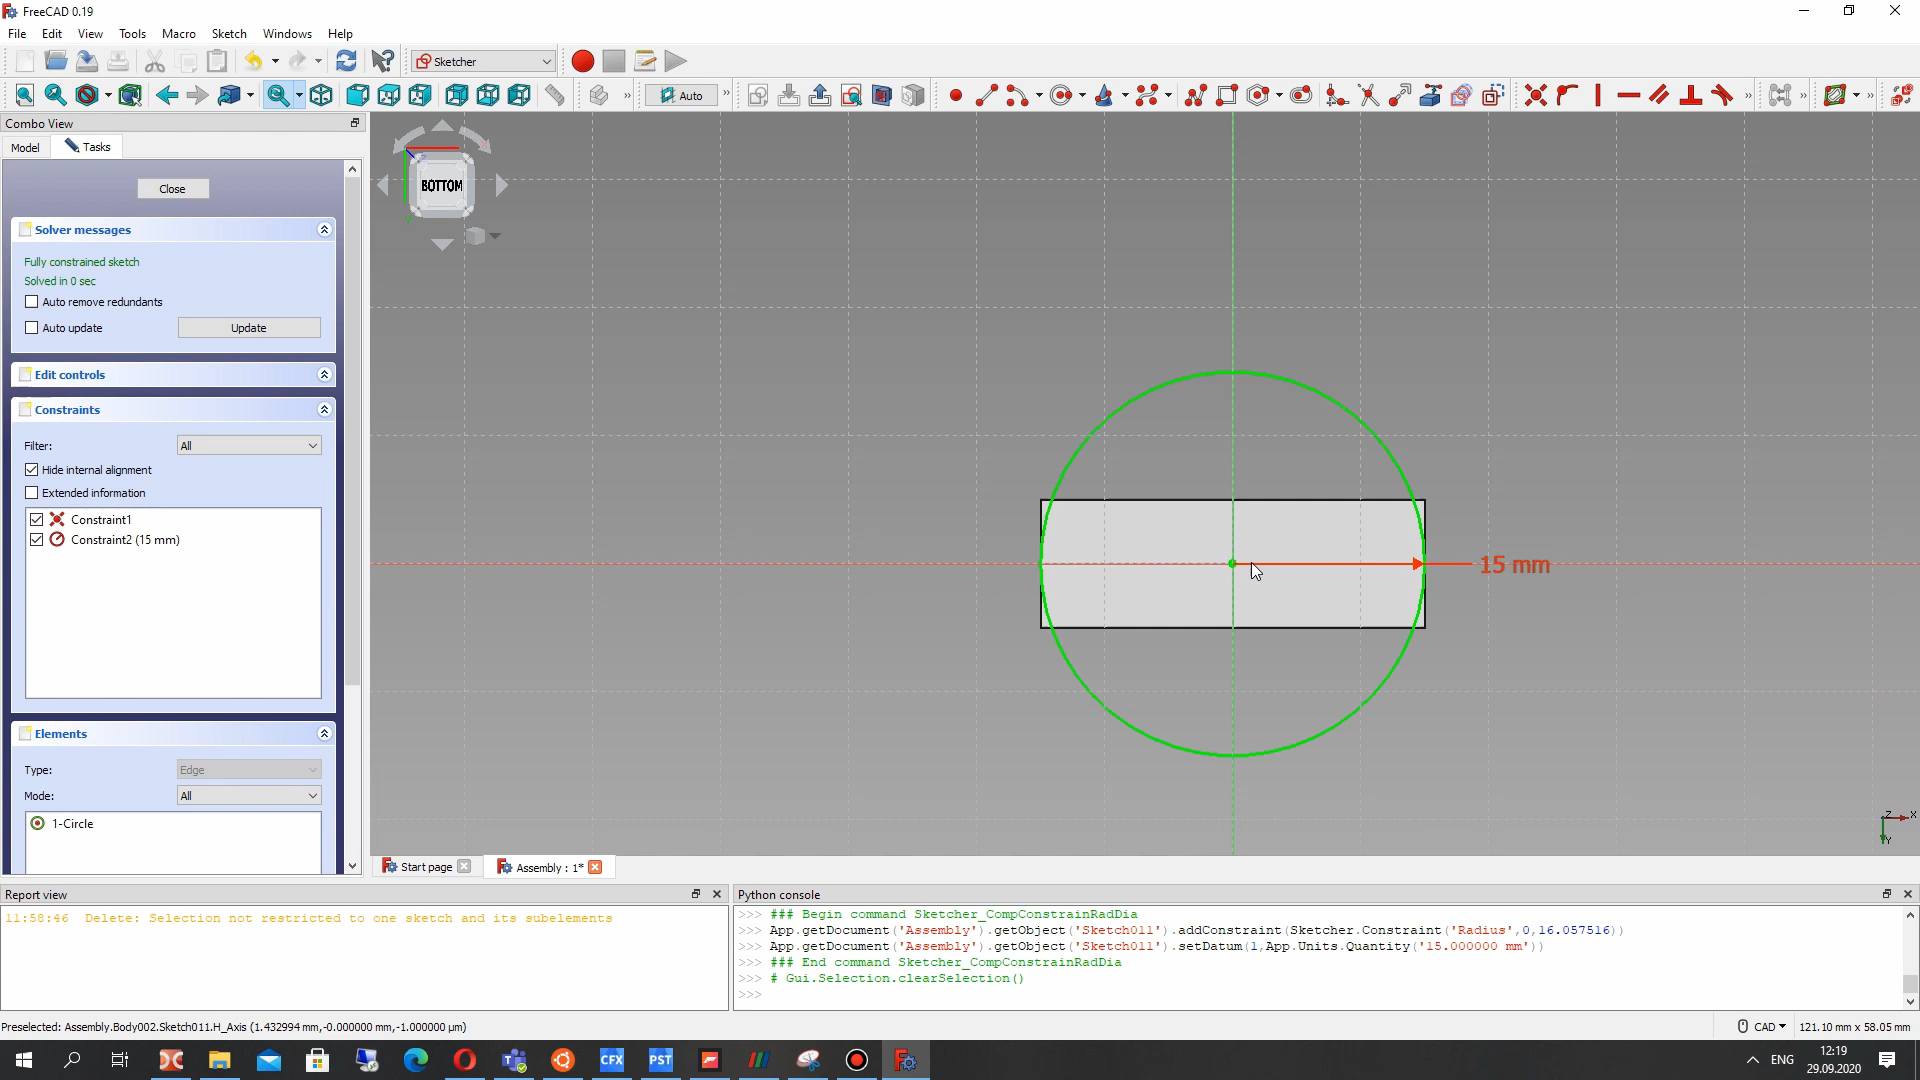 FreeCAD 0.19
File Edit View Tools Macro Sketch Windows Help
Sketcher
Auto
Combo View
Model Tasks
Close
Solver messages
Fully constrained sketch
Solved in 0 sec
Auto remove redundants
Auto update Update
Edit controls
Constraints
Filter: All
Hide internal alignment
Extended information
Constraint1
Constraint2 (15 mm)
Elements
Type: Edge
Mode: All
1-Circle
BOTTOM
15 mm
Z X
Y
Start page Assembly : 1*
Report view
11:58:46 Delete: Selection not restricted to one sketch and its subelements
Python console
>>> ### Begin command Sketcher_CompConstrainRadDia
>>> App.getDocument('Assembly').getObject('Sketch011').addConstraint(Sketcher.Constraint('Radius',0,16.057516))
>>> App.getDocument('Assembly').getObject('Sketch011').setDatum(1,App.Units.Quantity('15.000000 mm'))
>>> ### End command Sketcher_CompConstrainRadDia
>>> # Gui.Selection.clearSelection()
>>>
Preselected: Assembly.Body002.Sketch011.H_Axis (1.432994 mm,-0.000000 mm,-1.000000 µm)
CAD 121.10 mm x 58.05 mm
CFX PST
ENG 12:19
29.09.2020